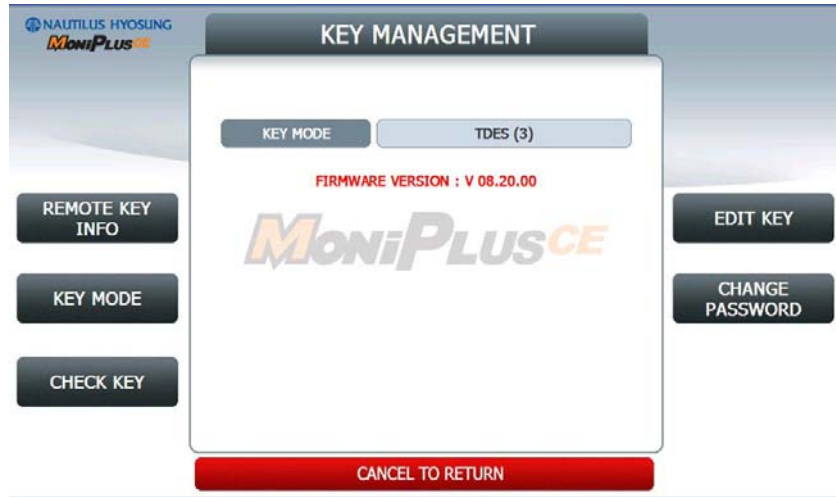 NAUTILUS HYOSUNG
MoniPlusCE
KEY MANAGEMENT
KEY MODE
TDES (3)
FIRMWARE VERSION : V 08.20.00
MoniPlusCE
REMOTE KEY
INFO
KEY MODE
CHECK KEY
EDIT KEY
CHANGE
PASSWORD
CANCEL TO RETURN